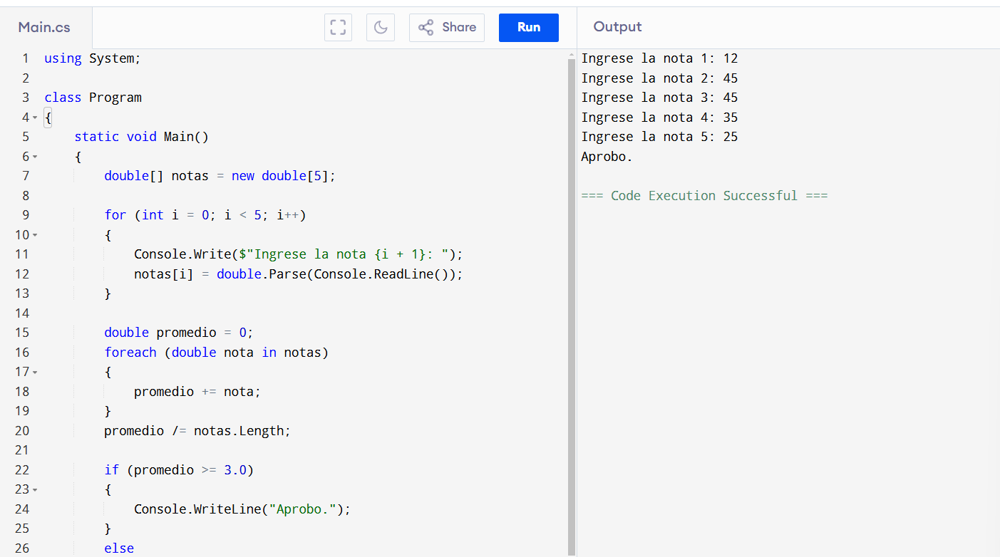 Main.cs
Share
Run
Output
1 using System;
2
3 class Program
4 {
5     static void Main()
6     {
7         double[] notas = new double[5];
8
9         for (int i = 0; i < 5; i++)
10         {
11             Console.Write($"Ingrese la nota {i + 1}: ");
12             notas[i] = double.Parse(Console.ReadLine());
13         }
14
15         double promedio = 0;
16         foreach (double nota in notas)
17         {
18             promedio += nota;
19         }
20         promedio /= notas.Length;
21
22         if (promedio >= 3.0)
23         {
24             Console.WriteLine("Aprobo.");
25         }
26         else
Ingrese la nota 1: 12
Ingrese la nota 2: 45
Ingrese la nota 3: 45
Ingrese la nota 4: 35
Ingrese la nota 5: 25
Aprobo.
=== Code Execution Successful ===